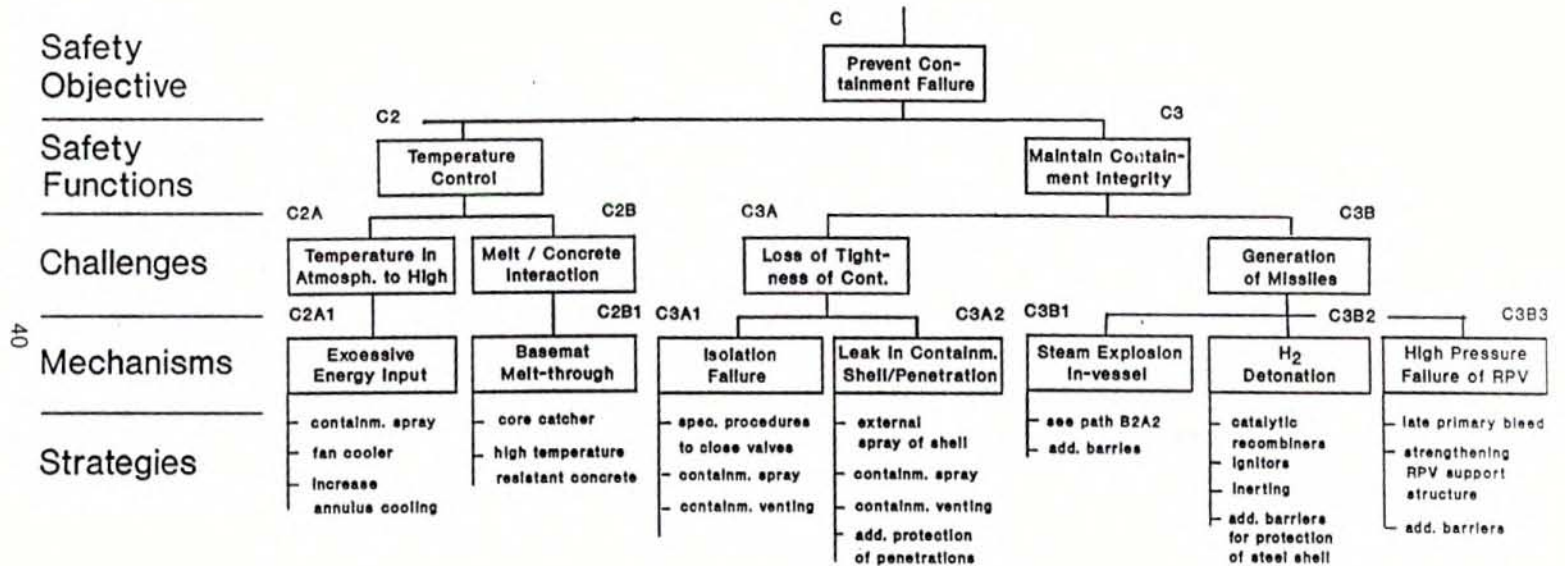 C
Safety
Objective
Prevent Con-
tainment Failure
C2
C3
Safety
Functions
Temperature
Control
Maintain Contain-
ment Integrity
C2A
C2B
C3A
C3B
Challenges
Temperature in
Atmosph. to High
Melt / Concrete
Interaction
Loss of Tight-
ness of Cont.
Generation
of Missiles
C2A1
C2B1
C3A1
C3A2
C3B1
C3B2
C3B3
40
Mechanisms
Excessive
Energy Input
Basemat
Melt-through
Isolation
Failure
Leak in Containm.
Shell/Penetration
Steam Explosion
In-vessel
H2
Detonation
High Pressure
Failure of RPV
Strategies
containm. spray
fan cooler
increase
annulus cooling
core catcher
high temperature
resistant concrete
spec. procedures
to close valves
containm. spray
containm. venting
external
spray of shell
containm. spray
containm. venting
add. protection
of penetrations
see path B2A2
add. barries
catalytic
recombiners
ignitors
inerting
add. barriers
for protection
of steel shell
late primary bleed
strengthening
RPV support
structure
add. barriers